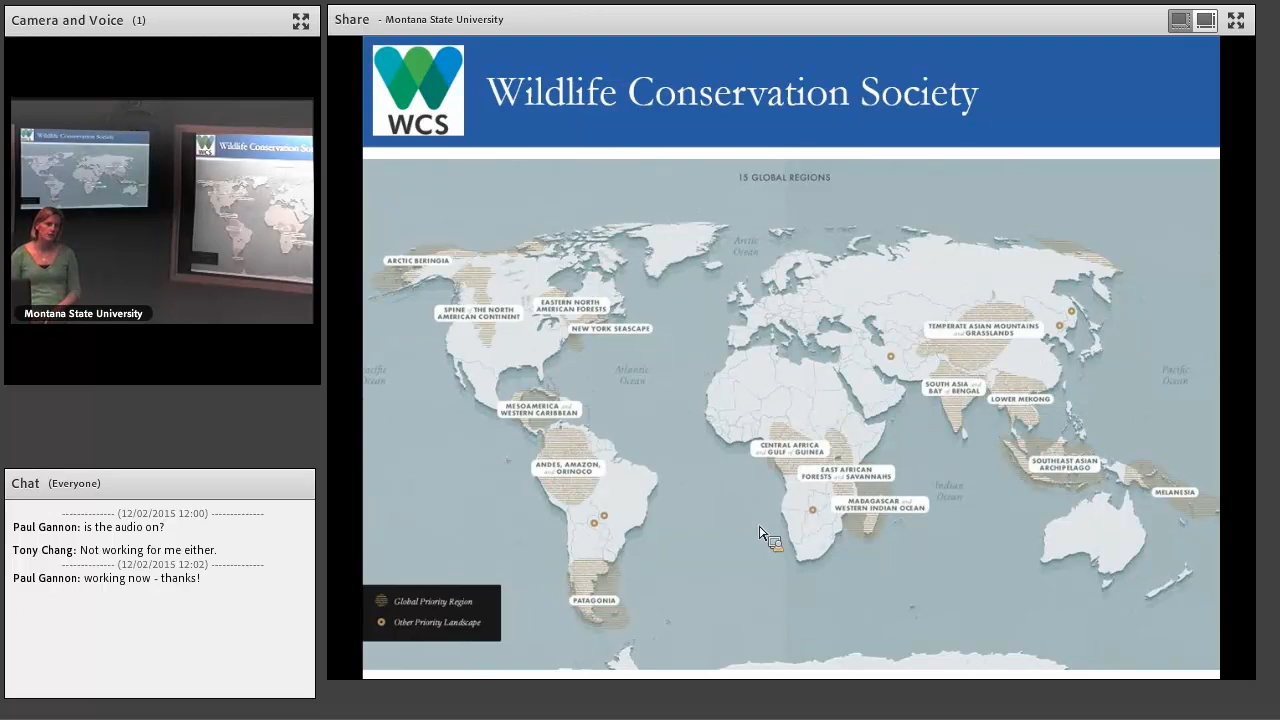 Camera and Voice (1)
Montana State University
Chat (Everyone)
-------------- (12/02/2015 12:00) -------------
Paul Gannon: is the audio on?
Tony Chang: Not working for me either.
-------------- (12/02/2015 12:02) --------------
Paul Gannon: working now - thanks!
Share - Montana State University
WCS
Wildlife Conservation Society
15 GLOBAL REGIONS
Arctic
Ocean
ARCTIC BERINGIA
SPINE of THE NORTH
AMERICAN CONTINENT
EASTERN NORTH
AMERICAN FORESTS
NEW YORK SEASCAPE
TEMPERATE ASIAN MOUNTAINS
and GRASSLANDS
Atlantic
Ocean
Pacific
Ocean
SOUTH ASIA and
BAY of BENGAL
LOWER MEKONG
MESOAMERICA and
WESTERN CARIBBEAN
CENTRAL AFRICA
and GULF of GUINEA
ANDES, AMAZON,
and ORINOCO
EAST AFRICAN
FORESTS and SAVANNAHS
SOUTHEAST ASIAN
ARCHIPELAGO
Indian
Ocean
MELANESIA
MADAGASCAR and
WESTERN INDIAN OCEAN
PATAGONIA
Global Priority Region
Other Priority Landscape
Wildlife Conservation Society
WCS